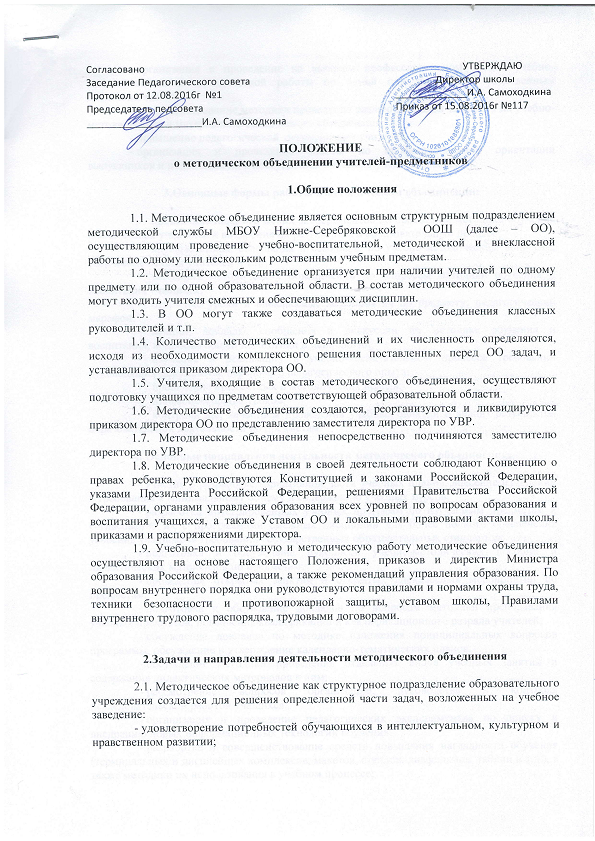 Согласовано УТВЕРЖДАЮ
Заседание Педагогического совета Директор школы
Протокол от 12.08.2016г №1 И.А. Самоходкина
Председатель педсовета Приказ от 15.08.2016г №117
____________________И.А. Самоходкина
ПОЛОЖЕНИЕ
о методическом объединении учителей-предметников
1.Общие положения
1.1. Методическое объединение является основным структурным подразделением
методической службы МБОУ Нижне-Серебряковской ООШ (далее – ОО),
осуществляющим проведение учебно-воспитательной, методической и внеклассной
работы по одному или нескольким родственным учебным предметам.
1.2. Методическое объединение организуется при наличии учителей по одному
предмету или по одной образовательной области. В состав методического объединения
могут входить учителя смежных и обеспечивающих дисциплин.
1.3. В ОО могут также создаваться методические объединения классных
руководителей и т.п.
1.4. Количество методических объединений и их численность определяются,
исходя из необходимости комплексного решения поставленных перед ОО задач, и
устанавливаются приказом директора ОО.
1.5. Учителя, входящие в состав методического объединения, осуществляют
подготовку учащихся по предметам соответствующей образовательной области.
1.6. Методические объединения создаются, реорганизуются и ликвидируются
приказом директора ОО по представлению заместителя директора по УВР.
1.7. Методические объединения непосредственно подчиняются заместителю
директора по УВР.
1.8. Методические объединения в своей деятельности соблюдают Конвенцию о
правах ребенка, руководствуются Конституцией и законами Российской Федерации,
указами Президента Российской Федерации, решениями Правительства Российской
Федерации, органами управления образования всех уровней по вопросам образования и
воспитания учащихся, а также Уставом ОО и локальными правовыми актами школы,
приказами и распоряжениями директора.
1.9. Учебно-воспитательную и методическую работу методические объединения
осуществляют на основе настоящего Положения, приказов и директив Министра
образования Российской Федерации, а также рекомендаций управления образования. По
вопросам внутреннего порядка они руководствуются правилами и нормами охраны труда,
техники безопасности и противопожарной защиты, уставом школы, Правилами
внутреннего трудового распорядка, трудовыми договорами.
2.Задачи и направления деятельности методического объединения
2.1. Методическое объединение как структурное подразделение образовательного
учреждения создается для решения определенной части задач, возложенных на учебное
заведение:
- удовлетворение потребностей обучающихся в интеллектуальном, культурном и
нравственном развитии;